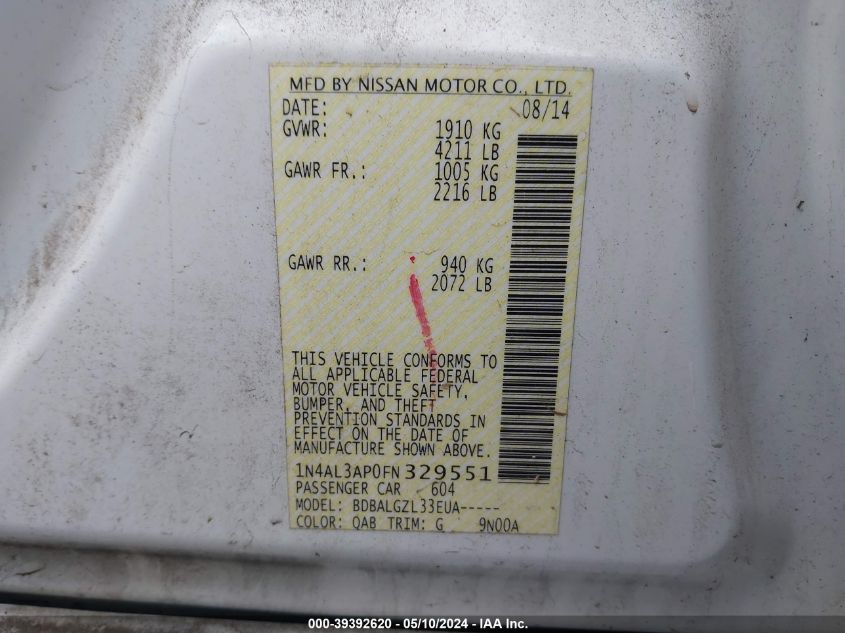 MFD BY NISSAN MOTOR CO., LTD.
DATE: 08/14
GVWR: 1910 KG
4211 LB
GAWR FR.: 1005 KG
2216 LB
GAWR RR.: 940 KG
2072 LB
THIS VEHICLE CONFORMS TO
ALL APPLICABLE FEDERAL
MOTOR VEHICLE SAFETY,
BUMPER, AND THEFT
PREVENTION STANDARDS IN
EFFECT ON THE DATE OF
MANUFACTURE SHOWN ABOVE.
1N4AL3AP0FN329551
PASSENGER CAR 604
MODEL: BDBALGZL33EUA-----
COLOR: QAB TRIM: G 9N00A
000-39392620 - 05/10/2024 - IAA Inc.